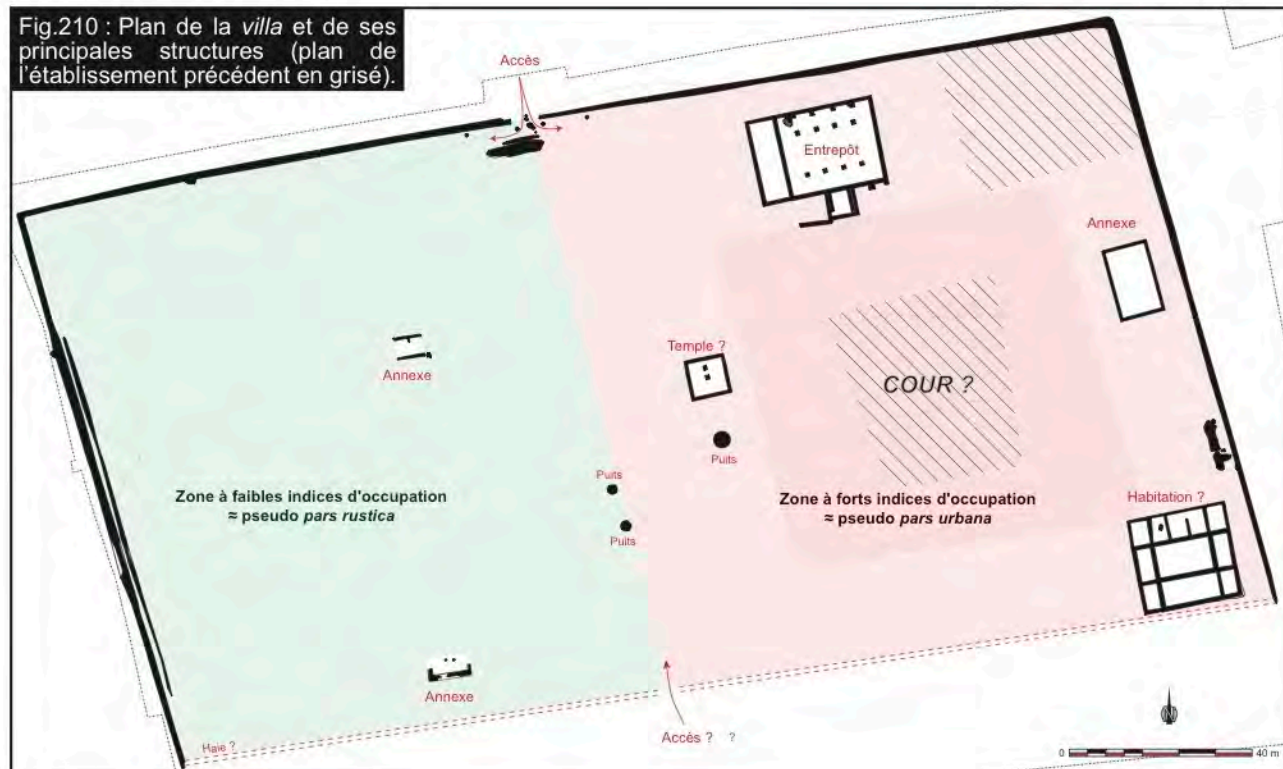 Fig.210 : Plan de la villa et de ses
principales structures (plan de
l'établissement précédent en grisé).
Accès
Entrepôt
Annexe
Temple ?
COUR ?
Annexe
Puits
Puits
Zone à faibles indices d'occupation
≈ pseudo pars rustica
Zone à forts indices d'occupation
≈ pseudo pars urbana
Habitation ?
Puits
Annexe
Accès ? ?
Haie ?
N
0 40 m